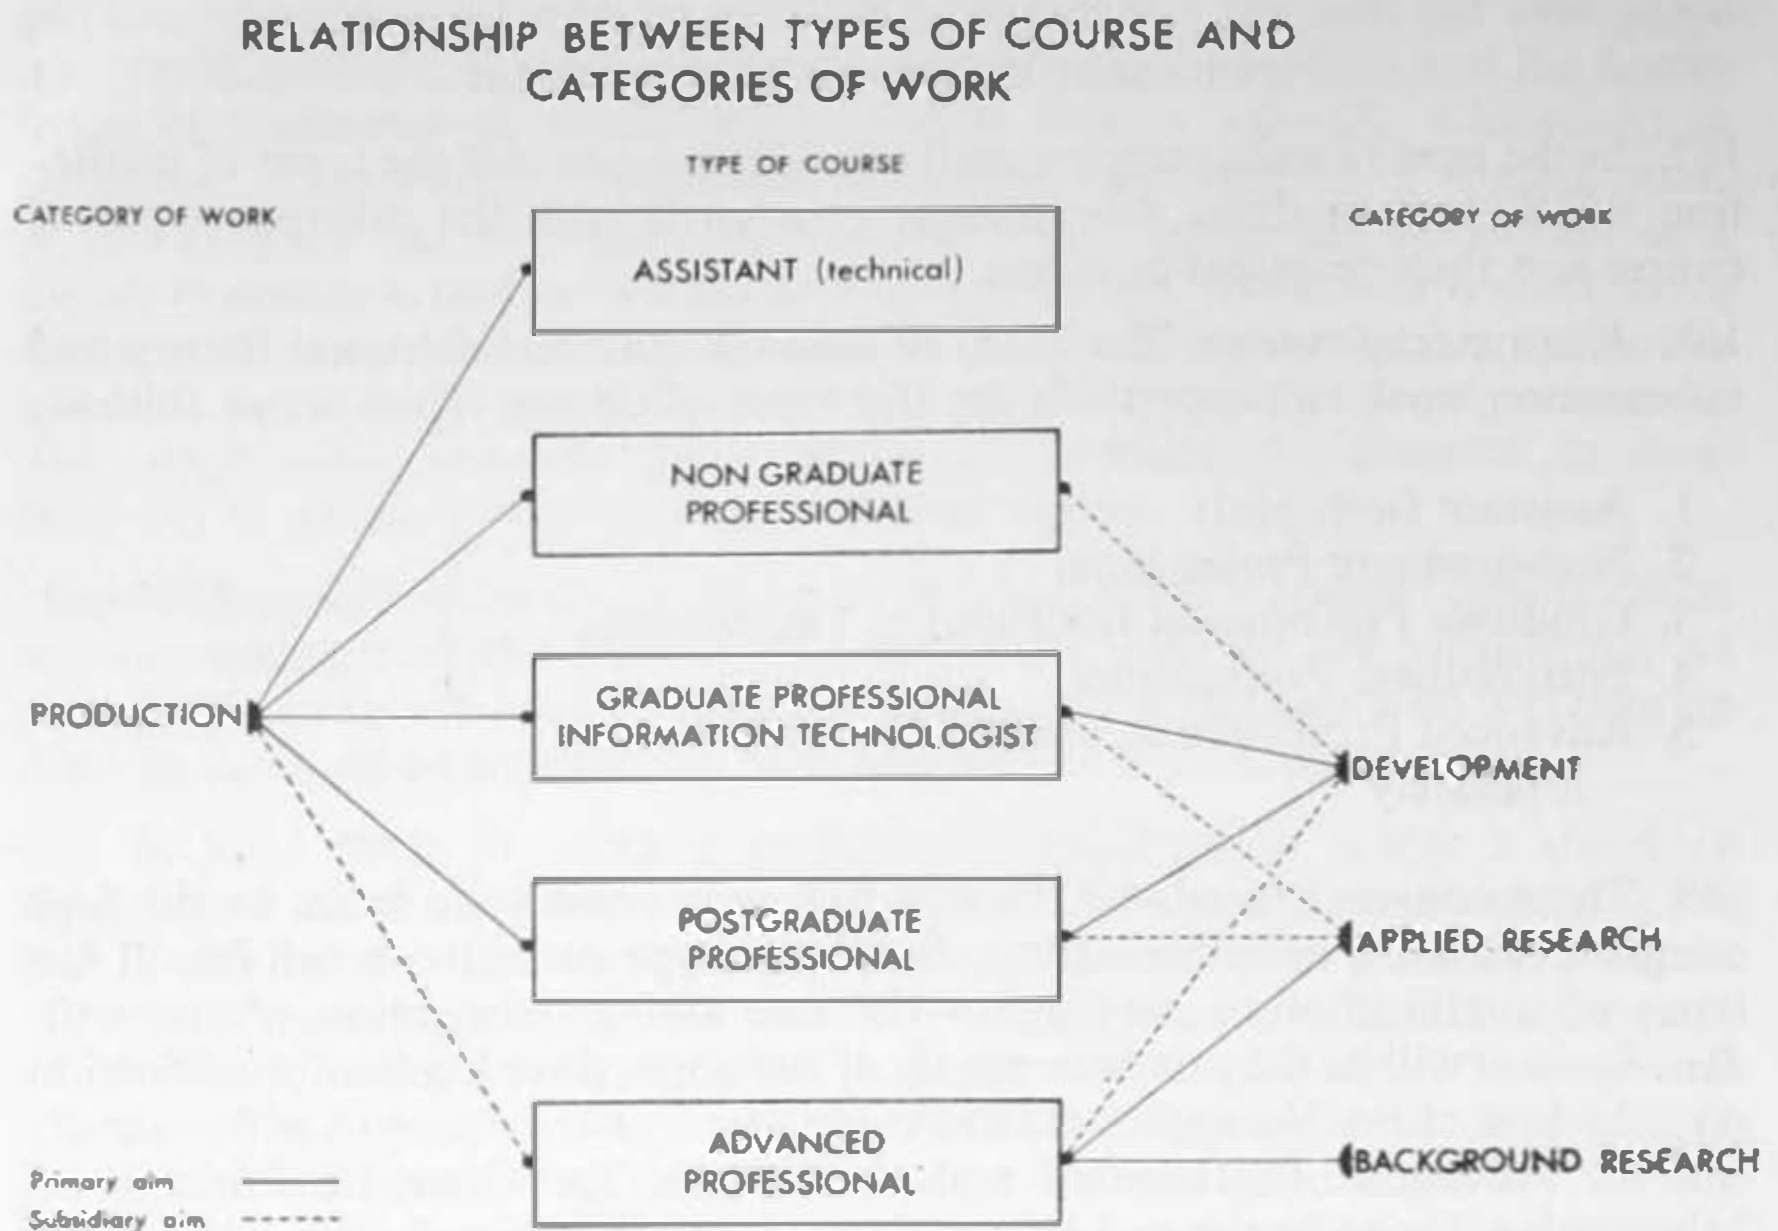 RELATIONSHIP BETWEEN TYPES OF COURSE AND
CATEGORIES OF WORK
TYPE OF COURSE
CATEGORY OF WORK
CATEGORY OF WORK
ASSISTANT (technical)
NON GRADUATE
PROFESSIONAL
GRADUATE PROFESSIONAL
INFORMATION TECHNOLOGIST
PRODUCTION
DEVELOPMENT
POSTGRADUATE
PROFESSIONAL
APPLIED RESEARCH
ADVANCED
PROFESSIONAL
BACKGROUND RESEARCH
Primary aim
Subsidiary aim